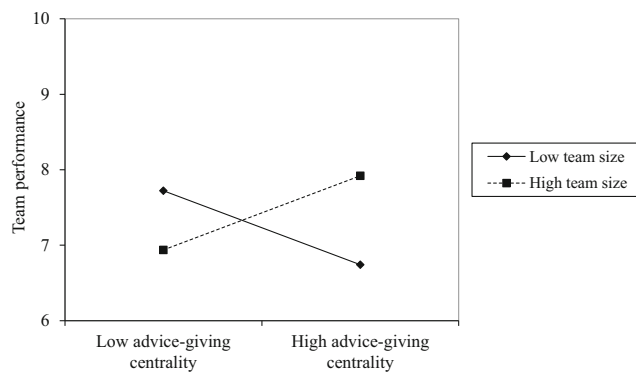 10
9
8
7
6
Team performance
Low advice-giving
centrality
High advice-giving
centrality
Low team size
High team size